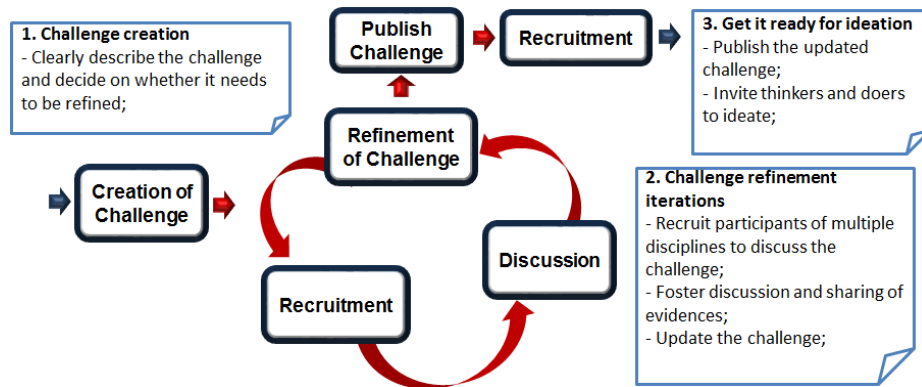 1. Challenge creation
- Clearly describe the challenge
and decide on whether it needs
to be refined;
Publish
Challenge
Recruitment
3. Get it ready for ideation
- Publish the updated
challenge;
- Invite thinkers and doers
to ideate;
Refinement
of Challenge
Creation of
Challenge
2. Challenge refinement
iterations
- Recruit participants of multiple
disciplines to discuss the
challenge;
- Foster discussion and sharing of
evidences;
- Update the challenge;
Discussion
Recruitment